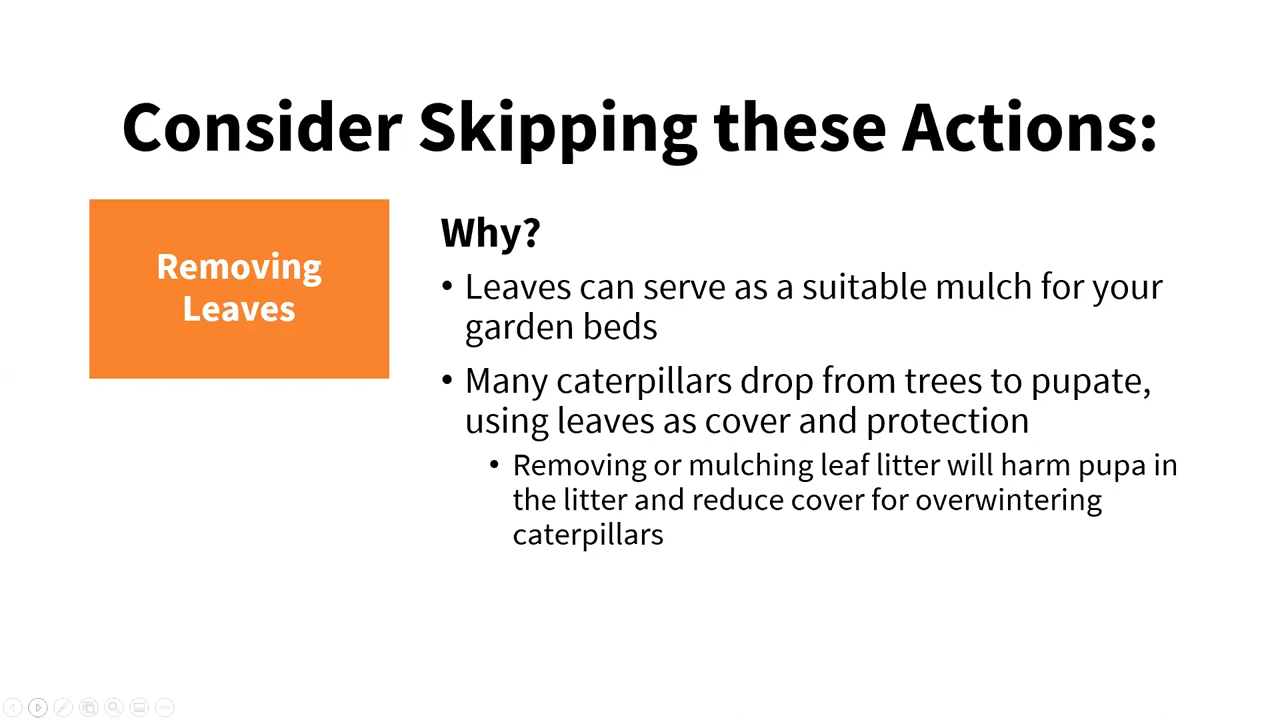 Consider Skipping these Actions:
Removing
Leaves
Why?
• Leaves can serve as a suitable mulch for your
garden beds
• Many caterpillars drop from trees to pupate,
using leaves as cover and protection
• Removing or mulching leaf litter will harm pupa in
the litter and reduce cover for overwintering
caterpillars